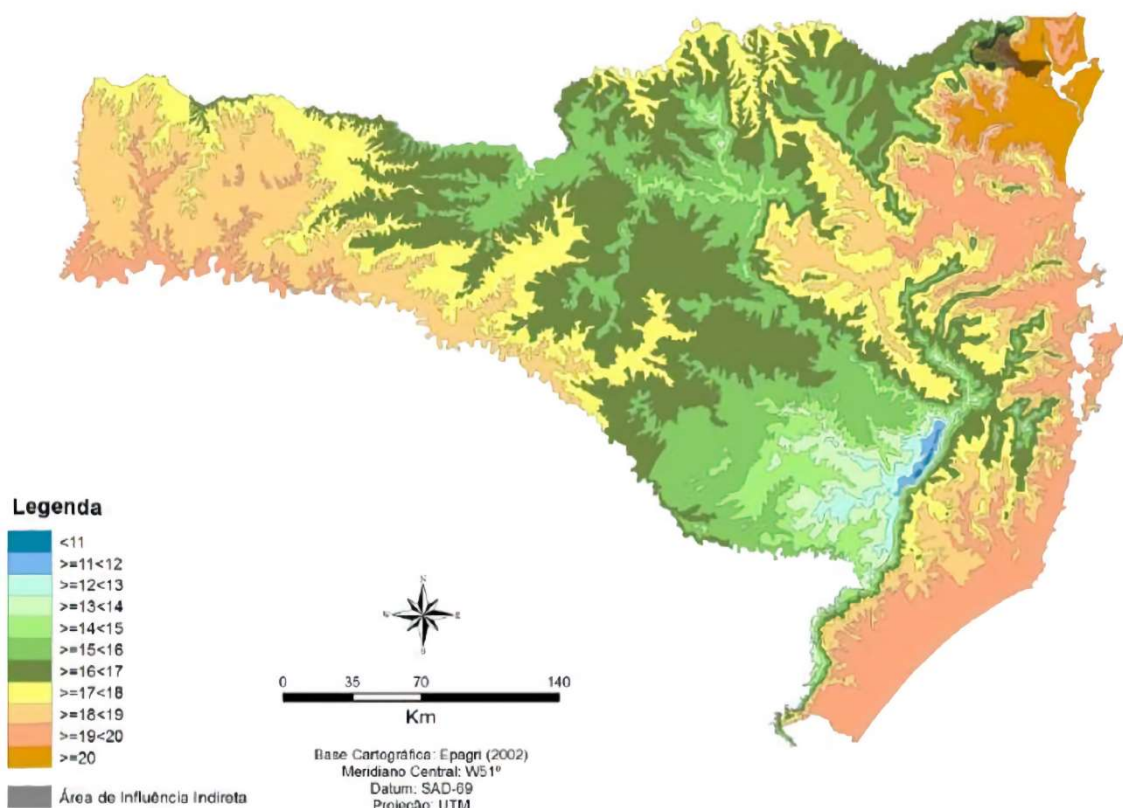 Legenda
<11
>=11<12
>=12<13
>=13<14
>=14<15
>=15<16
>=16<17
>=17<18
>=18<19
>=19<20
>=20
Área de Influência Indireta
N
W
E
S
0 35 70 140
Km
Base Cartográfica: Epagri (2002)
Meridiano Central: W51º
Datum: SAD-69
Projeção: UTM